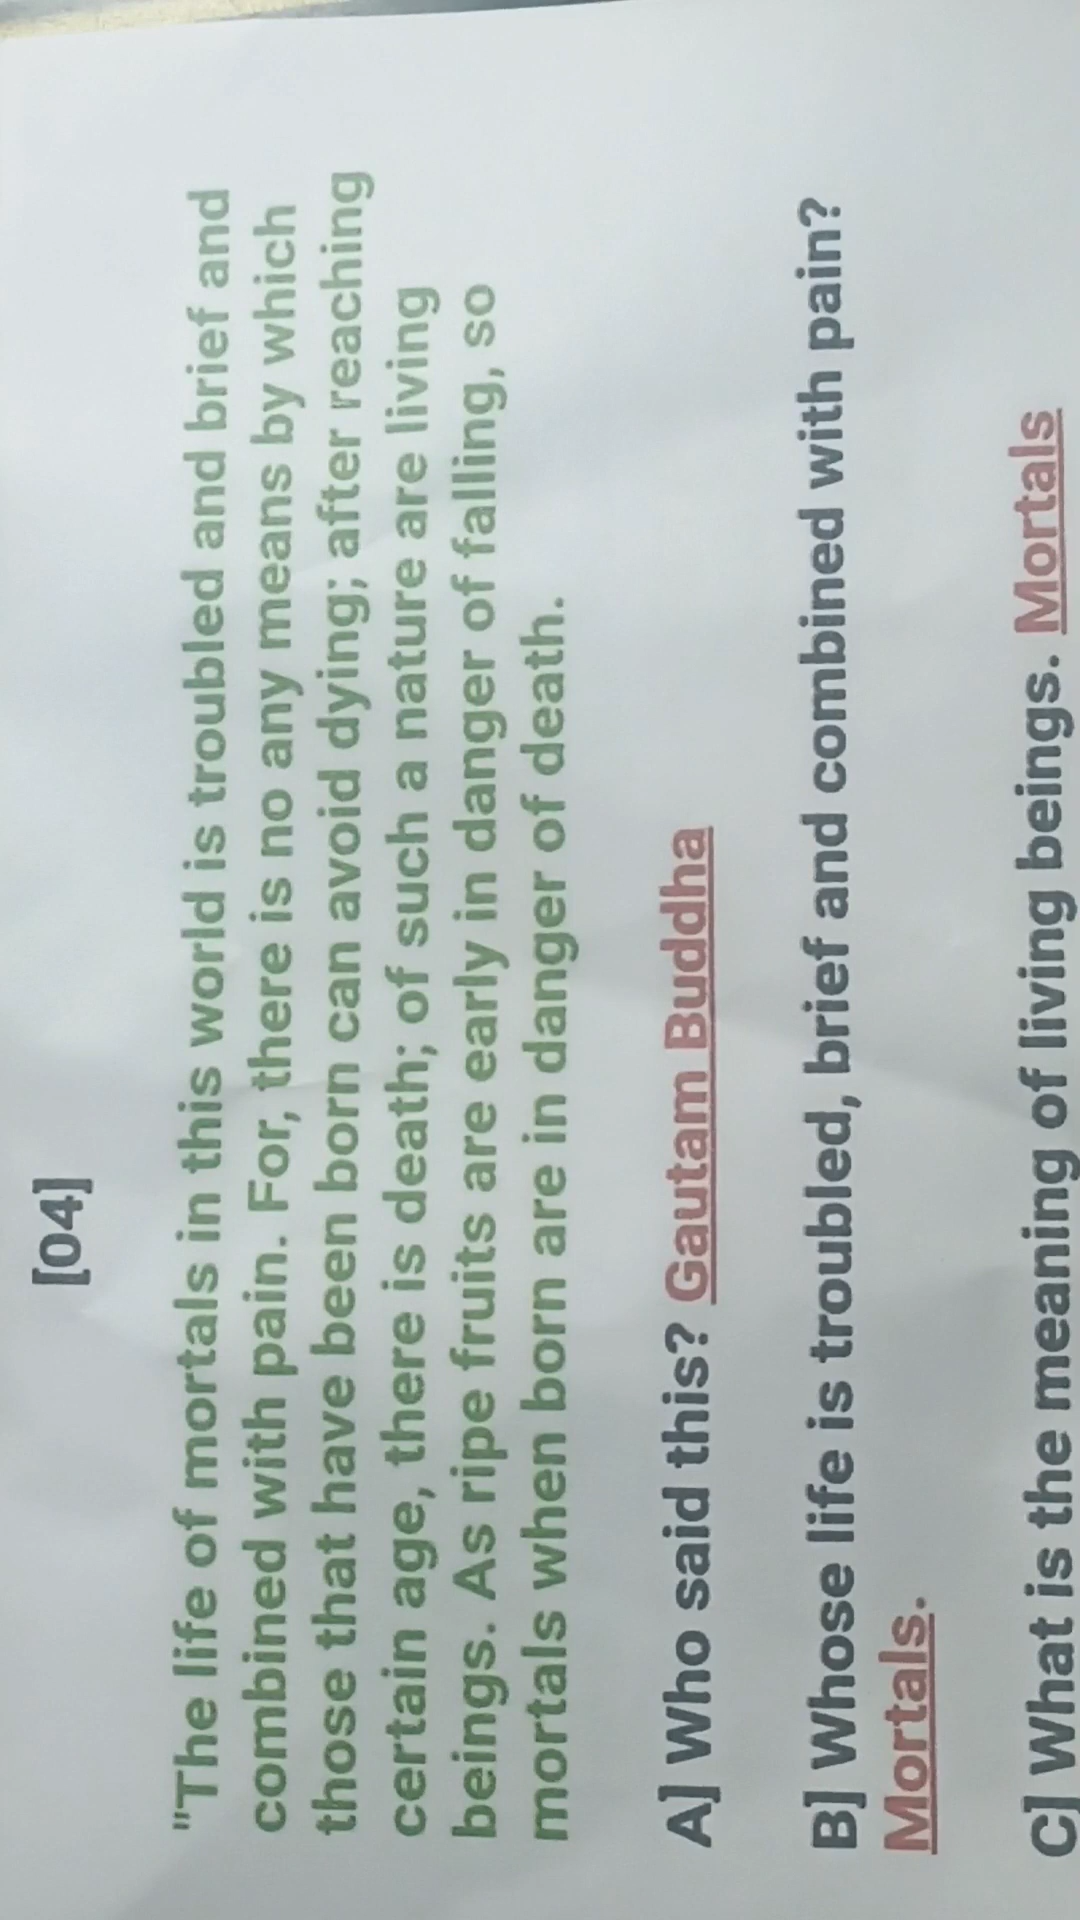 [04]
"The life of mortals in this world is troubled and brief and
combined with pain. For, there is no any means by which
those that have been born can avoid dying; after reaching
certain age, there is death; of such a nature are living
beings. As ripe fruits are early in danger of falling, so
mortals when born are in danger of death.
A] Who said this? Gautam Buddha
B] Whose life is troubled, brief and combined with pain?
Mortals.
C] What is the meaning of living beings. Mortals